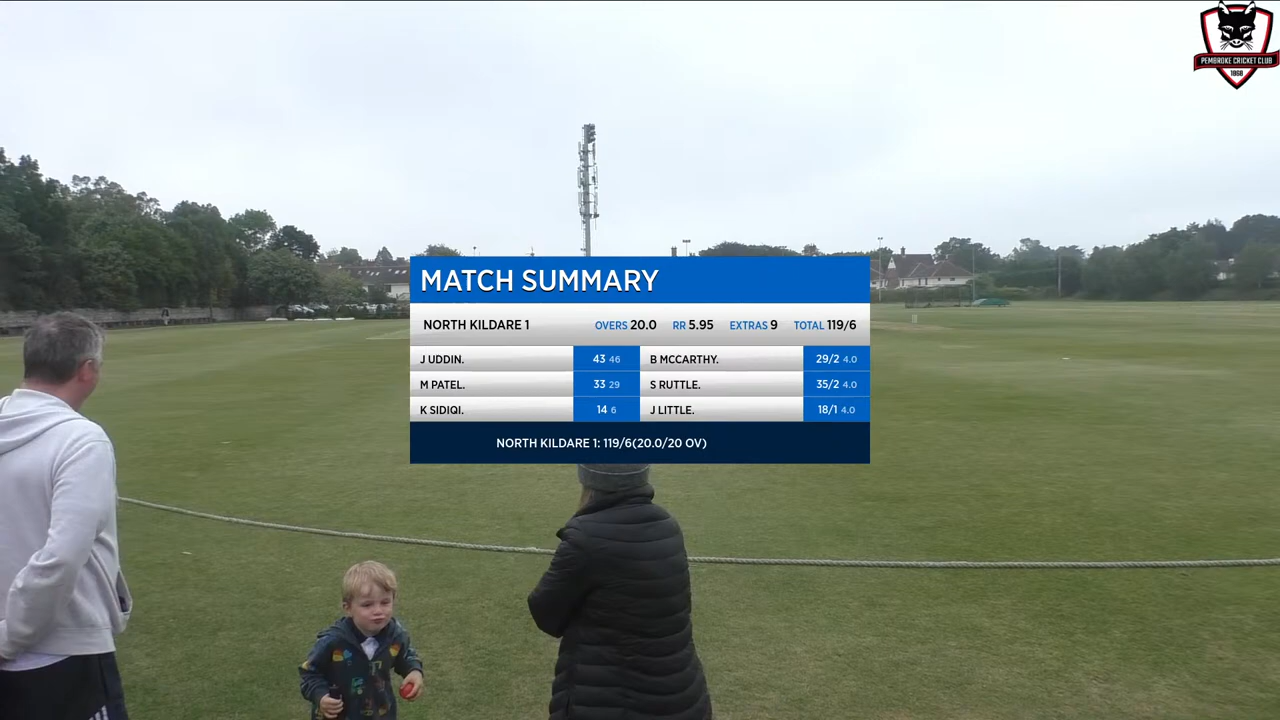 PEMBROKE CRICKET CLUB
1868
MATCH SUMMARY
NORTH KILDARE 1 OVERS 20.0 RR 5.95 EXTRAS 9 TOTAL 119/6
J UDDIN. 43 46 B MCCARTHY. 29/2 4.0
M PATEL. 33 29 S RUTTLE. 35/2 4.0
K SIDIQI. 14 6 J LITTLE. 18/1 4.0
NORTH KILDARE 1: 119/6(20.0/20 OV)